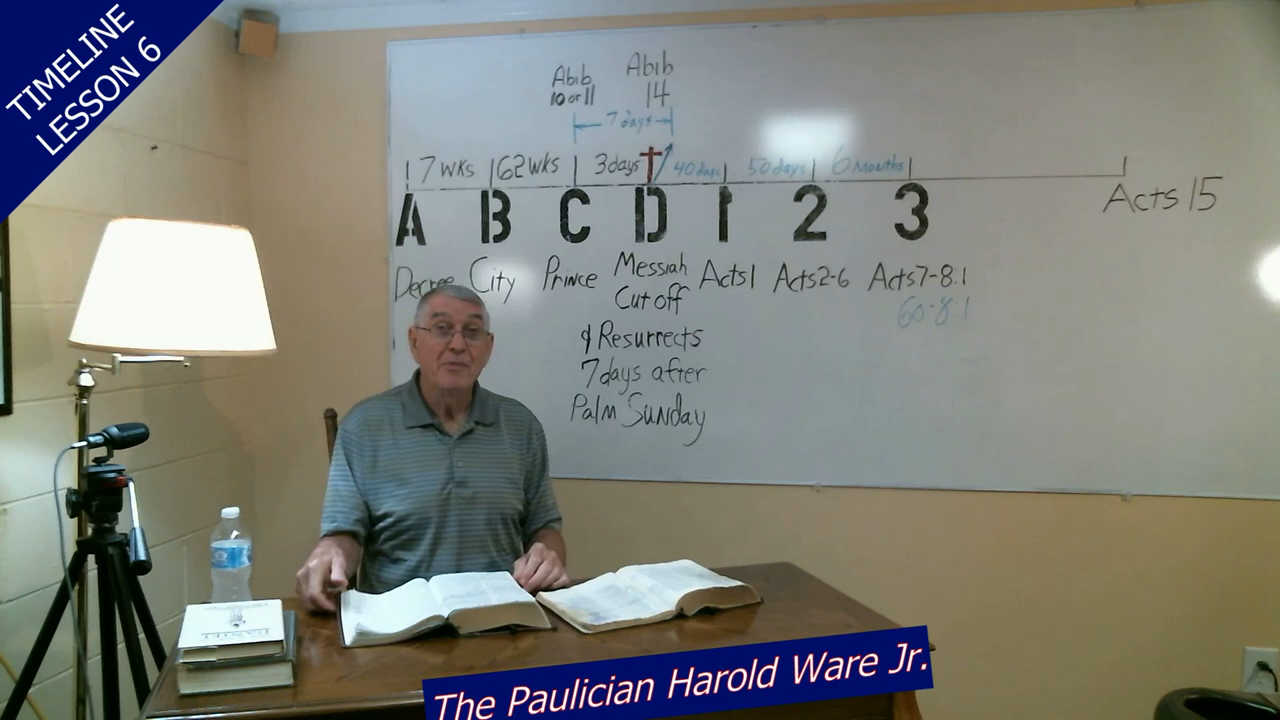 TIMELINE
LESSON 6
Abib
10 or 11
Abib
14
7 days
7 wks 62 wks 3 days 40 days 50 days 6 Months
A B C D 1 2 3 Acts 15
Decree City Prince Messiah Acts 1 Acts 2-6 Acts 7-8:1
Cut off 60-8:1
& Resurrects
7 days after
Palm Sunday
DANIEL
The Paulician Harold Ware Jr.